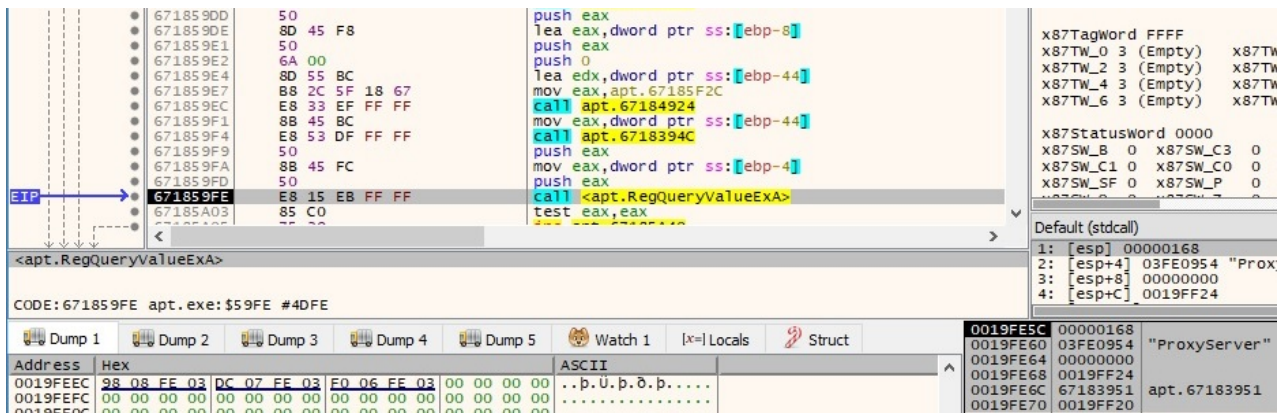 671859DD 50 push eax
671859DE 8D 45 F8 lea eax,dword ptr ss:[ebp-8]
671859E1 50 push eax
671859E2 6A 00 push 0
671859E4 8D 55 BC lea edx,dword ptr ss:[ebp-44]
671859E7 B8 2C 5F 18 67 mov eax,apt.67185F2C
671859EC E8 33 EF FF FF call apt.67184924
671859F1 8B 45 BC mov eax,dword ptr ss:[ebp-44]
671859F4 E8 53 DF FF FF call apt.6718394C
671859F9 50 push eax
671859FA 8B 45 FC mov eax,dword ptr ss:[ebp-4]
671859FD 50 push eax
EIP 671859FE E8 15 EB FF FF call <apt.RegQueryValueExA>
67185A03 85 C0 test eax,eax
x87TagWord FFFF
x87TW_0 3 (Empty) x87TW
x87TW_2 3 (Empty) x87TW
x87TW_4 3 (Empty) x87TW
x87TW_6 3 (Empty) x87TW
x87StatusWord 0000
x87SW_B 0 x87SW_C3 0
x87SW_C1 0 x87SW_C0 0
x87SW_SF 0 x87SW_P 0
Default (stdcall)
1: [esp] 00000168
2: [esp+4] 03FE0954 "Prox
3: [esp+8] 00000000
4: [esp+C] 0019FF24
<apt.RegQueryValueExA>
CODE:671859FE apt.exe:$59FE #4DFE
Dump 1 Dump 2 Dump 3 Dump 4 Dump 5 Watch 1 [x=] Locals Struct
Address Hex ASCII
0019FEEC 98 08 FE 03 DC 07 FE 03 F0 06 FE 03 00 00 00 00 ..þ.Ü.þ.ð.þ.....
0019FEFC 00 00 00 00 00 00 00 00 00 00 00 00 00 00 00 00 ................
0019FE5C 00000168
0019FE60 03FE0954 "ProxyServer"
0019FE64 00000000
0019FE68 0019FF24
0019FE6C 67183951 apt.67183951
0019FE70 0019FF20